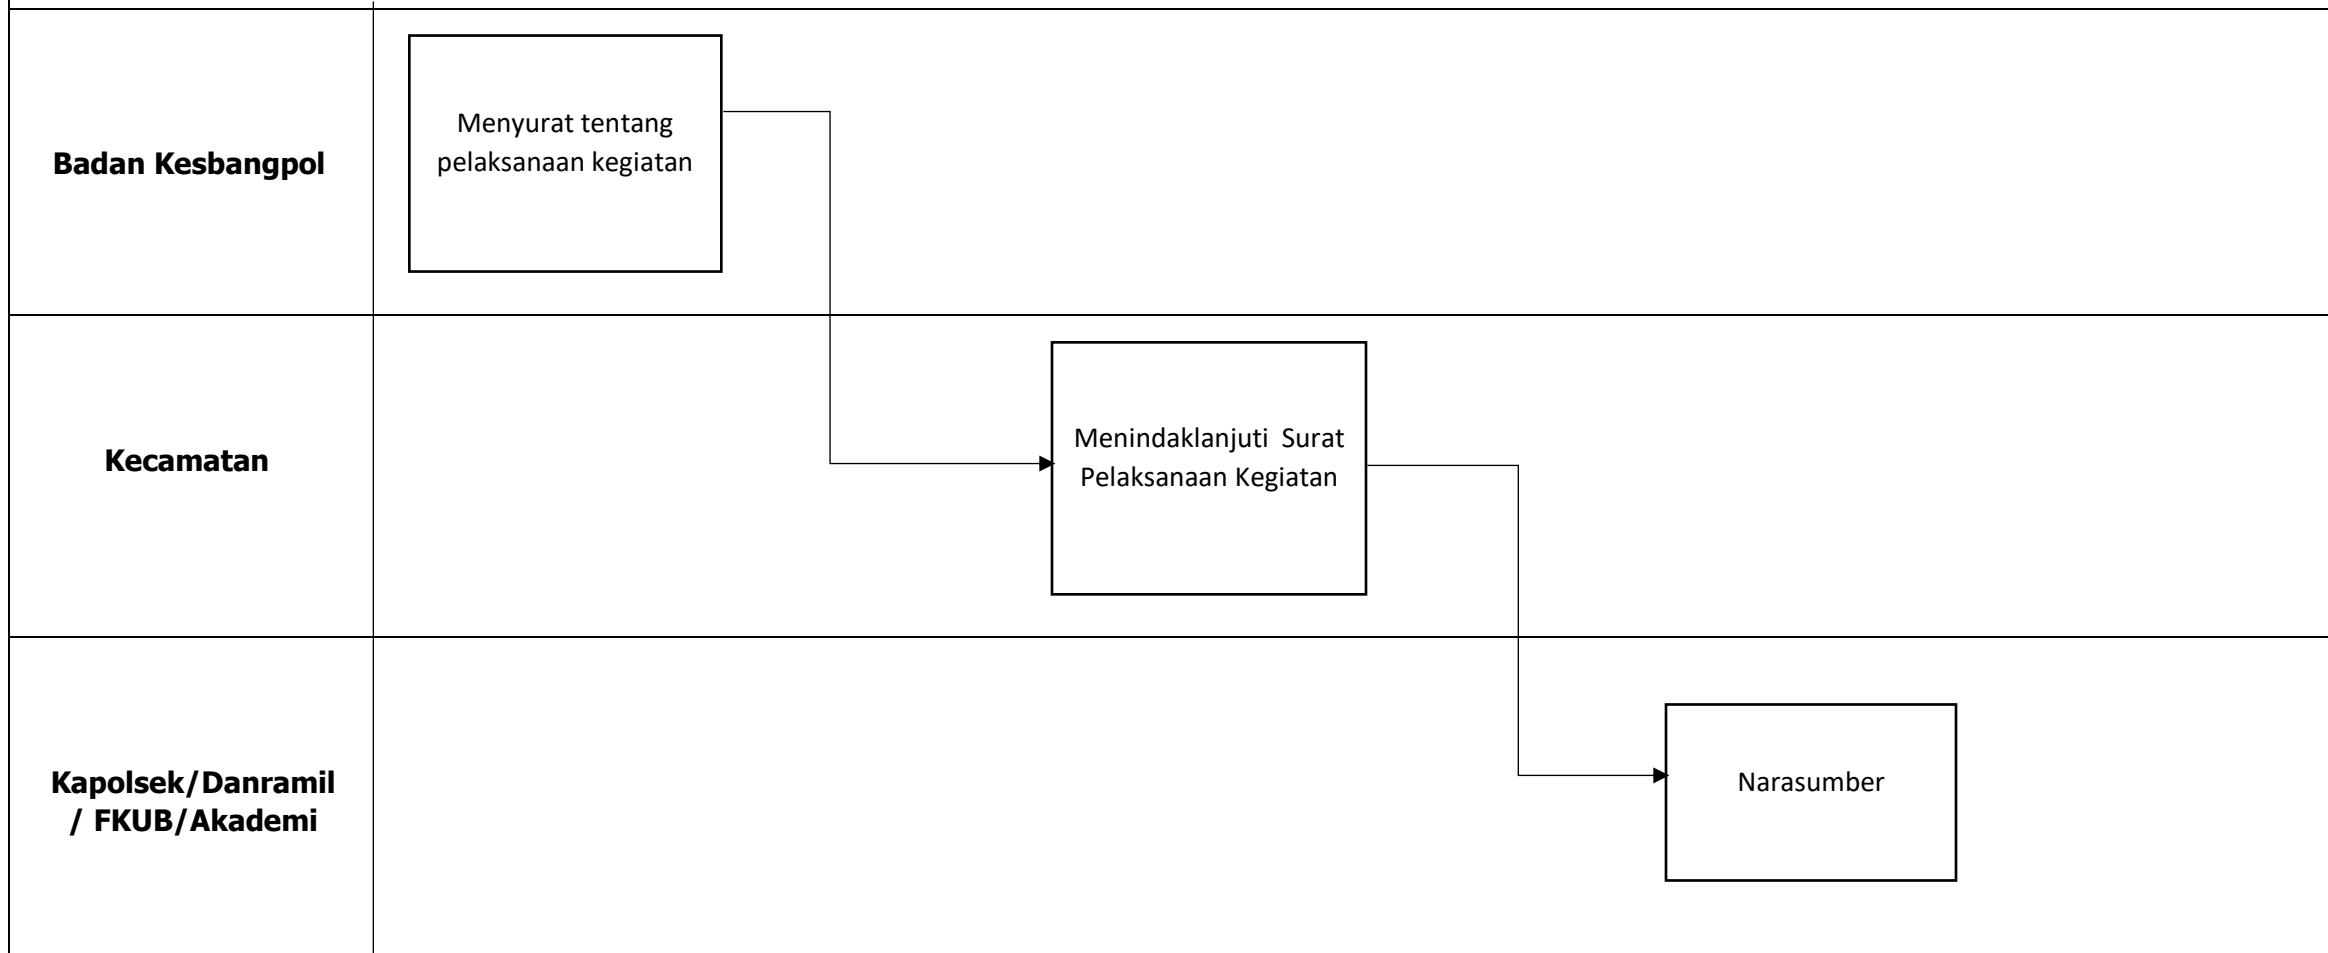 Badan Kesbangpol
Menyurat tentang
pelaksanaan kegiatan
Kecamatan
Menindaklanjuti Surat
Pelaksanaan Kegiatan
Kapolsek/Danramil
/ FKUB/Akademi
Narasumber